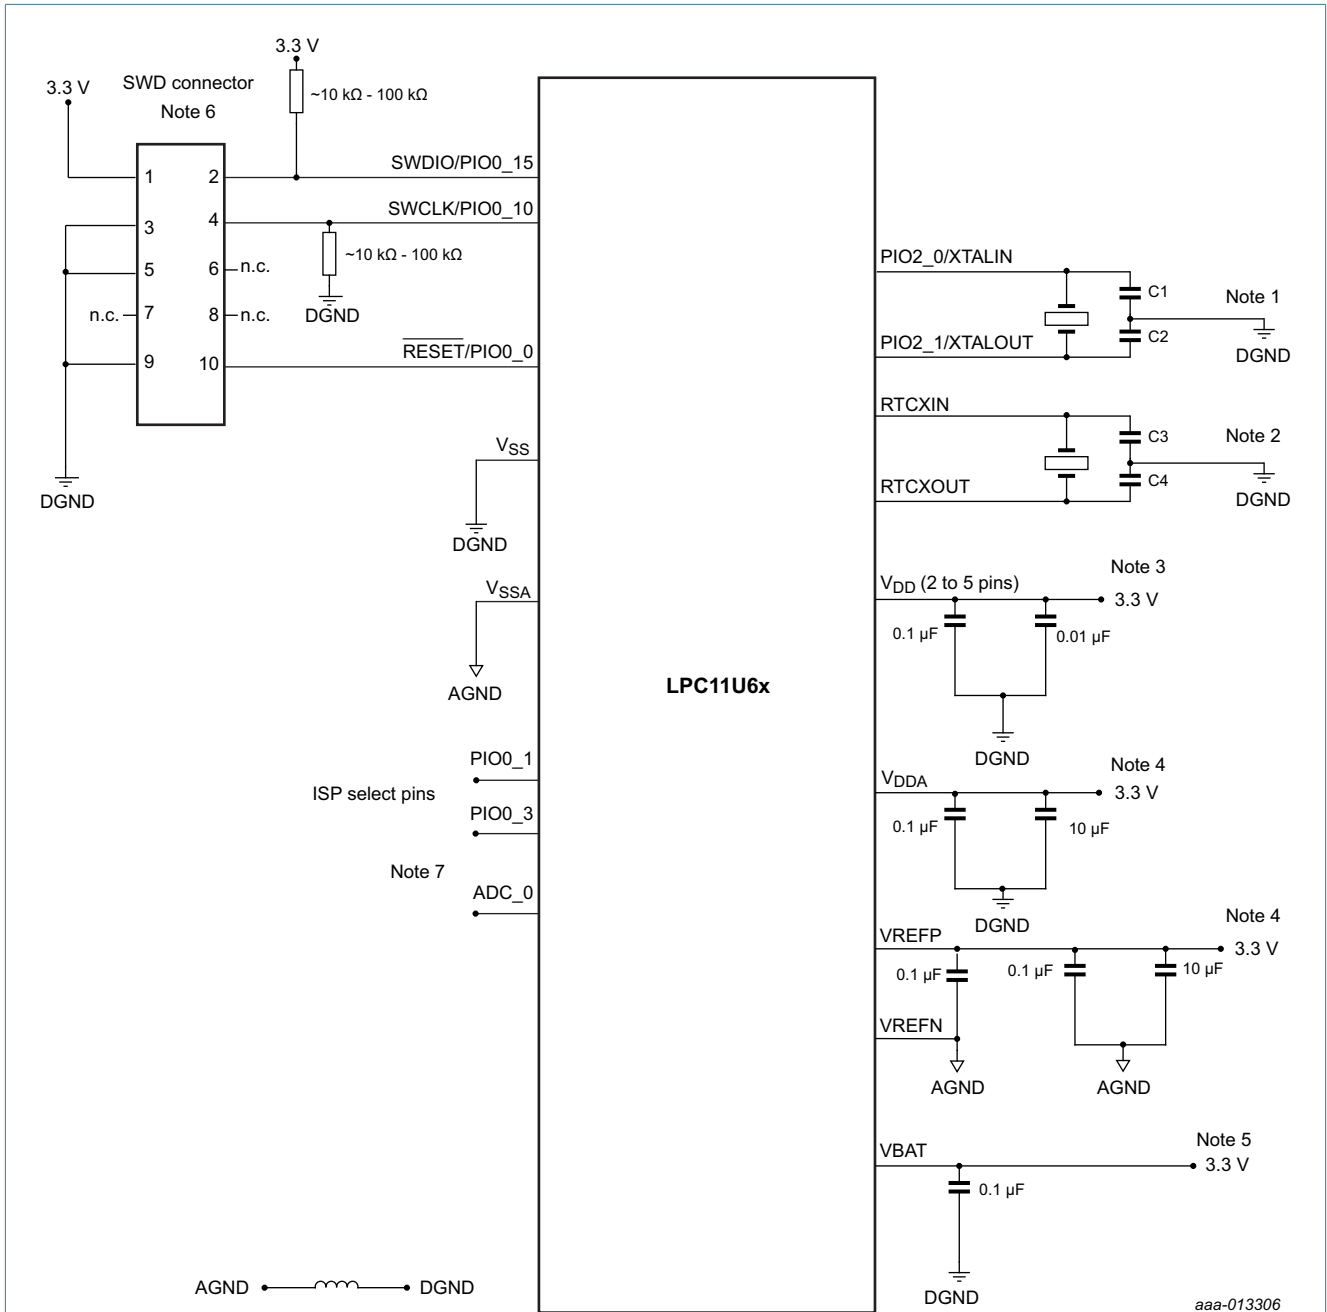 3.3 V
3.3 V
SWD connector
Note 6
~10 kΩ - 100 kΩ
1
2
SWDIO/PIO0_15
3
4
SWCLK/PIO0_10
5
6
n.c.
~10 kΩ - 100 kΩ
DGND
n.c.
7
8
n.c.
9
10
RESET/PIO0_0
DGND
VSS
DGND
VSSA
AGND
PIO0_1
ISP select pins
PIO0_3
Note 7
ADC_0
AGND
DGND
LPC11U6x
PIO2_0/XTALIN
C1
Note 1
C2
PIO2_1/XTALOUT
DGND
RTCXIN
C3
Note 2
C4
RTCXOUT
DGND
Note 3
VDD (2 to 5 pins)
3.3 V
0.1 µF
0.01 µF
DGND
Note 4
VDDA
3.3 V
0.1 µF
10 µF
DGND
Note 4
VREFP
3.3 V
0.1 µF
0.1 µF
10 µF
VREFN
AGND
AGND
Note 5
VBAT
3.3 V
0.1 µF
DGND
aaa-013306